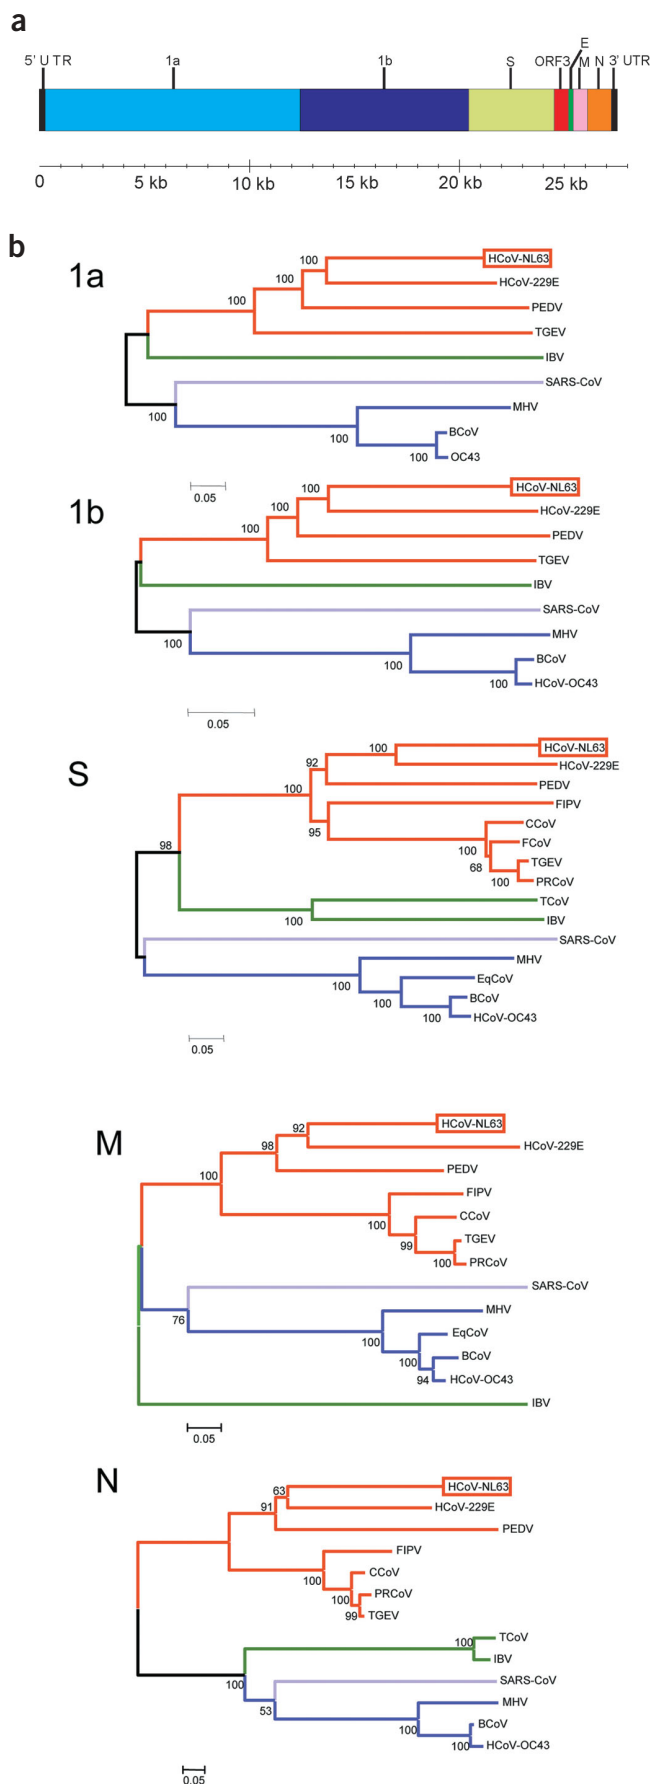 a
E
5' U TR 1a 1b S ORF3 M N 3' UTR
0 5 kb 10 kb 15 kb 20 kb 25 kb
b
1a
100 HCoV-NL63
100 HCoV-229E
100 PEDV
TGEV
IBV
SARS-CoV
100 MHV
100 BCoV
100 OC43
0.05
1b
100 HCoV-NL63
100 HCoV-229E
100 PEDV
TGEV
IBV
SARS-CoV
100 MHV
100 BCoV
100 HCoV-OC43
0.05
S
100 HCoV-NL63
92 HCoV-229E
100 PEDV
FIPV
95 CCoV
98 100 FCoV
68 TGEV
100 PRCoV
TCoV
100 IBV
SARS-CoV
MHV
100 EqCoV
100 BCoV
100 HCoV-OC43
0.05
M
92 HCoV-NL63
98 HCoV-229E
100 PEDV
FIPV
100 CCoV
99 TGEV
100 PRCoV
SARS-CoV
76 MHV
100 EqCoV
100 BCoV
94 HCoV-OC43
IBV
0.05
N
63 HCoV-NL63
91 HCoV-229E
PEDV
FIPV
100 CCoV
100 PRCoV
99 TGEV
100 TCoV
IBV
100 SARS-CoV
53 MHV
100 BCoV
100 HCoV-OC43
0.05